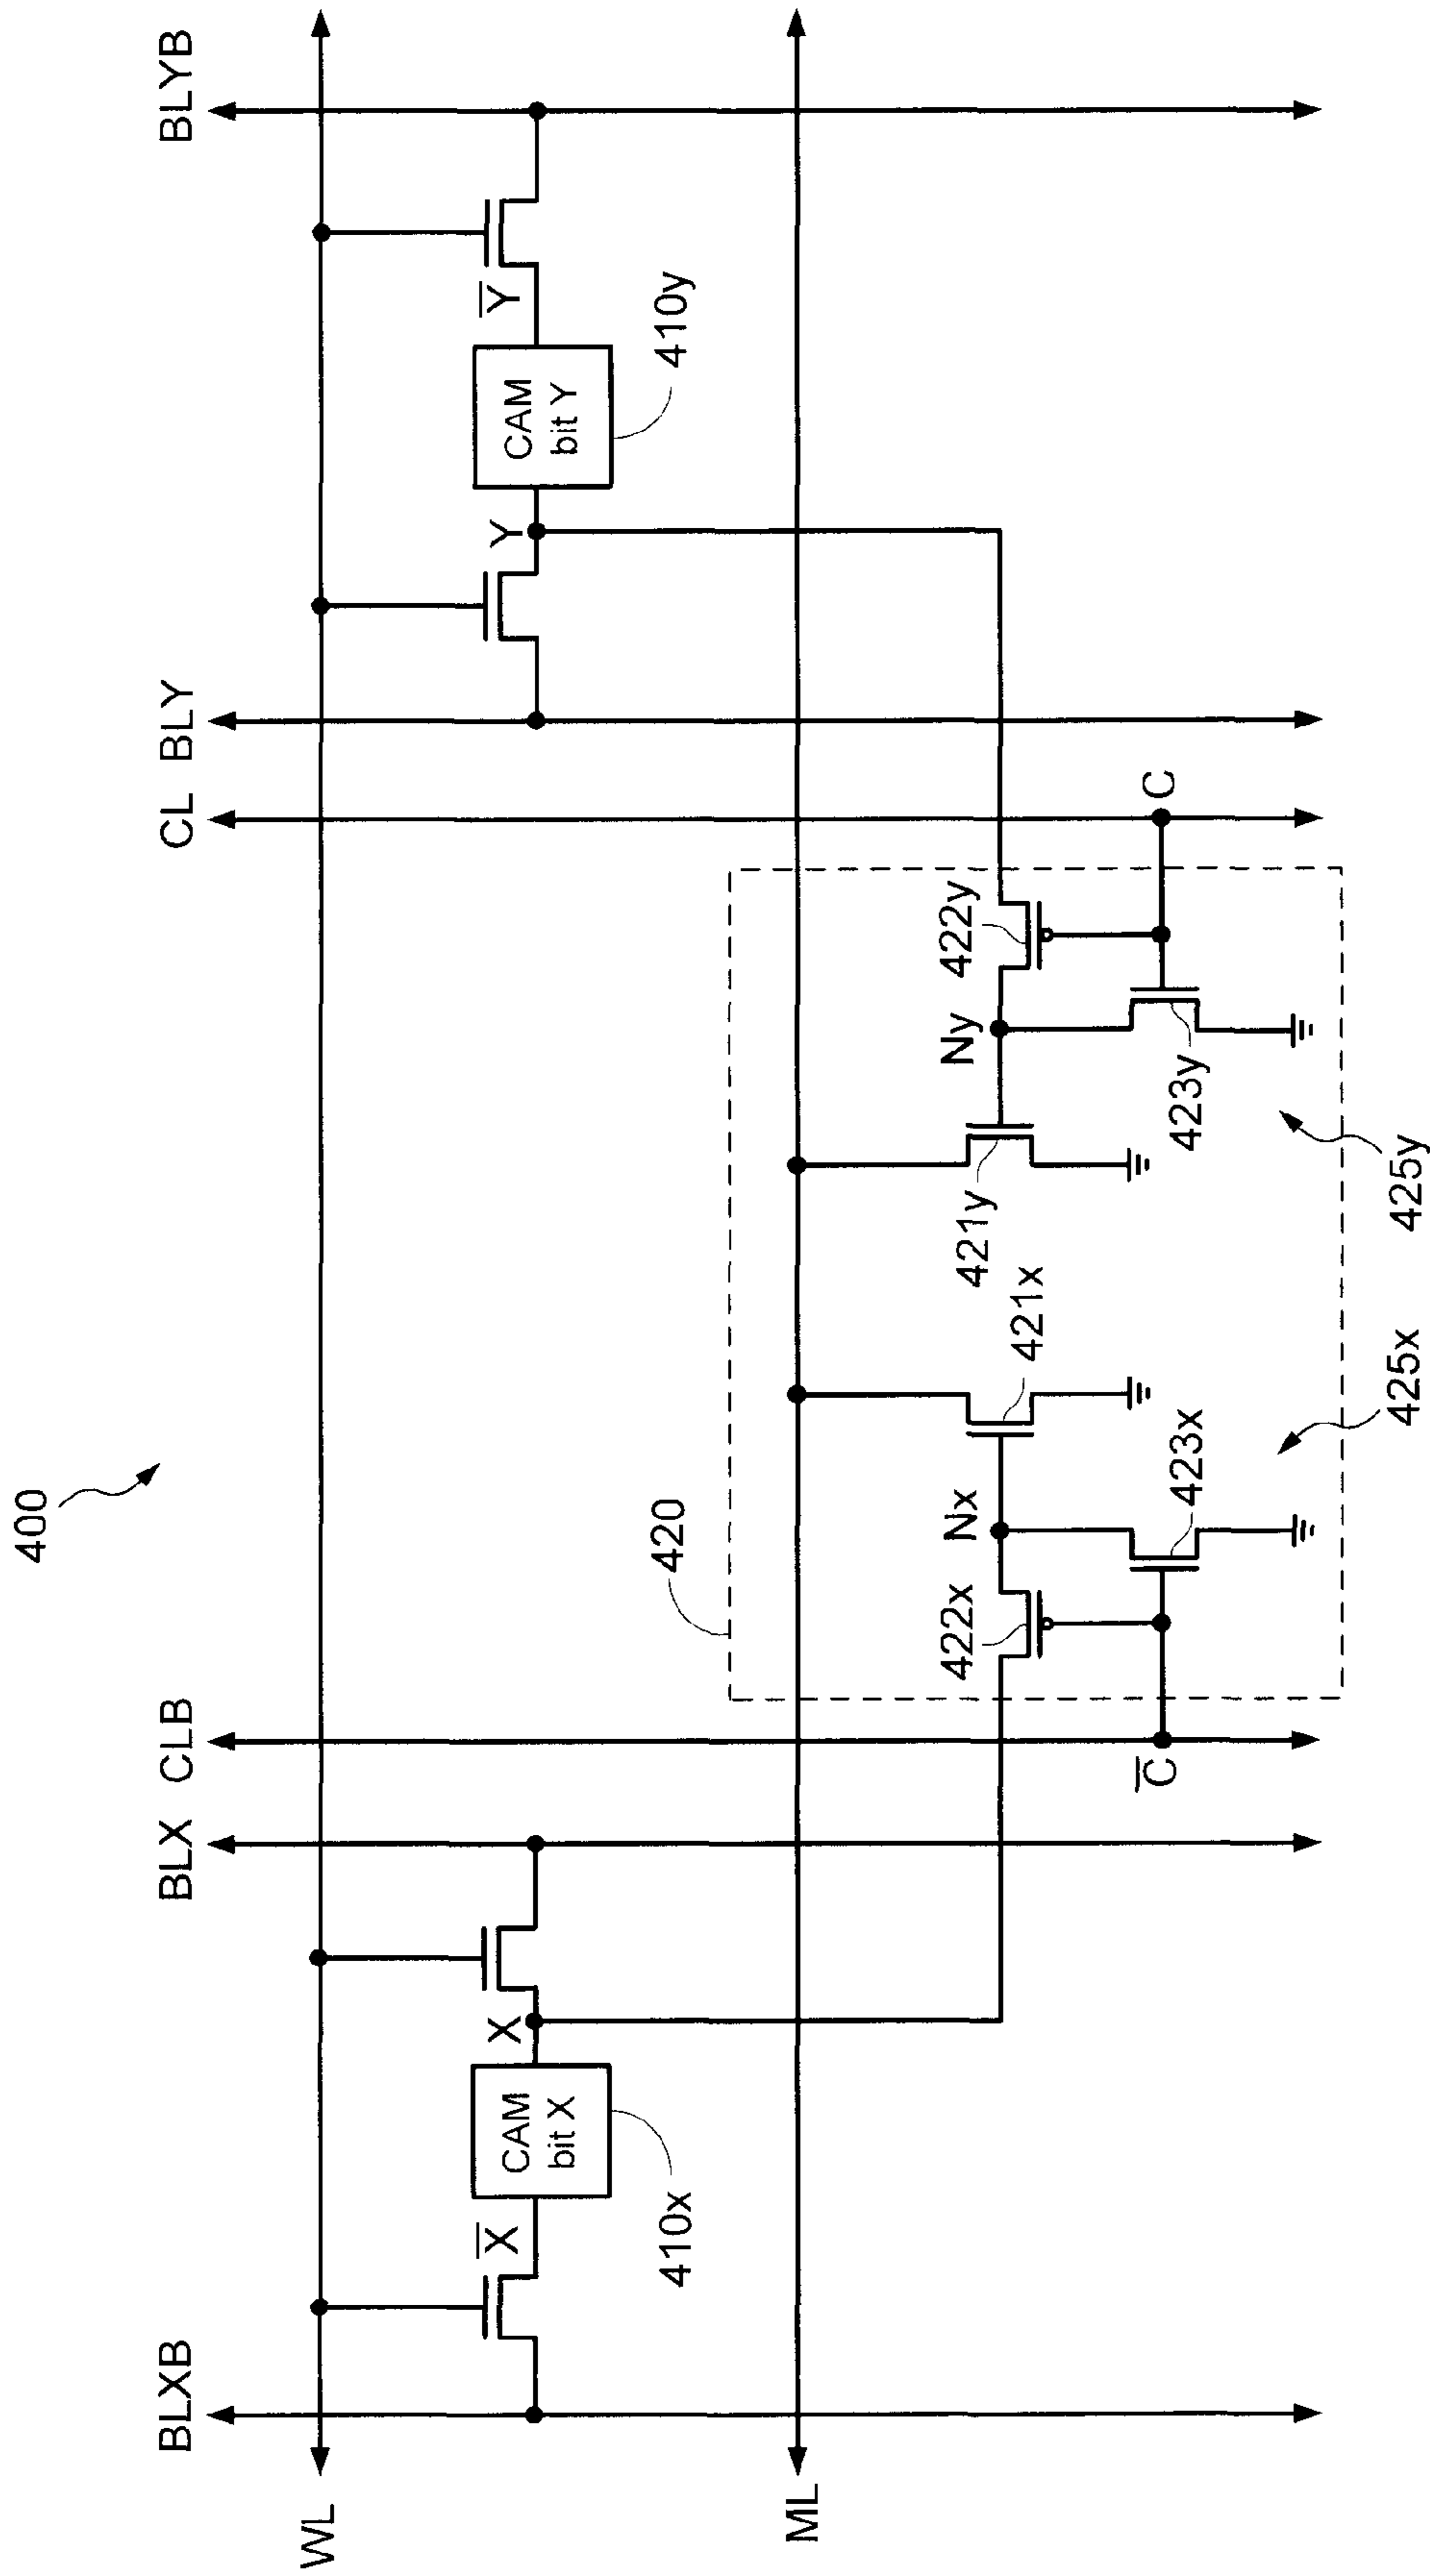 400
BLXB
BLX
CLB
CL
BLY
BLYB
WL
X̅
CAM
bit X
X
410x
Y
CAM
bit Y
Y̅
410y
ML
420
422x
Nx
421x
423x
C̅
425x
421y
Ny
422y
423y
C
425y